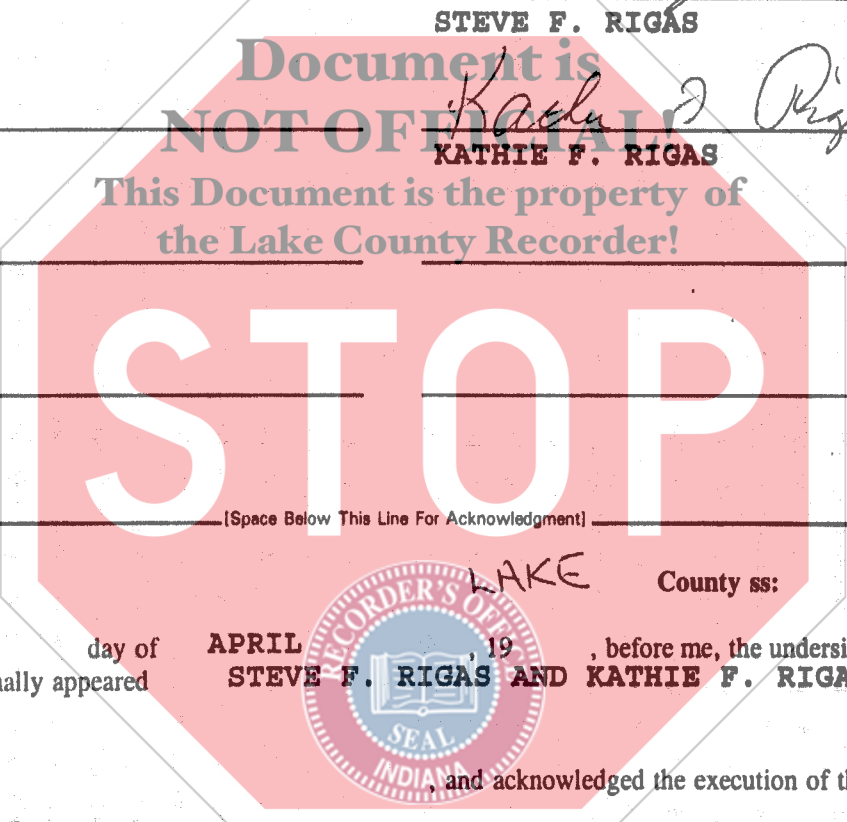 STEVE F. RIGAS
Document is
NOT OFFICIAL!
KATHIE F. RIGAS
This Document is the property of
the Lake County Recorder!
STOP
[Space Below This Line For Acknowledgment]
LAKE County ss:
RECORDER'S OFFICE
day of APRIL , 19 , before me, the undersi
nally appeared STEVE F. RIGAS AND KATHIE F. RIGA
SEAL
INDIANA
, and acknowledged the execution of th